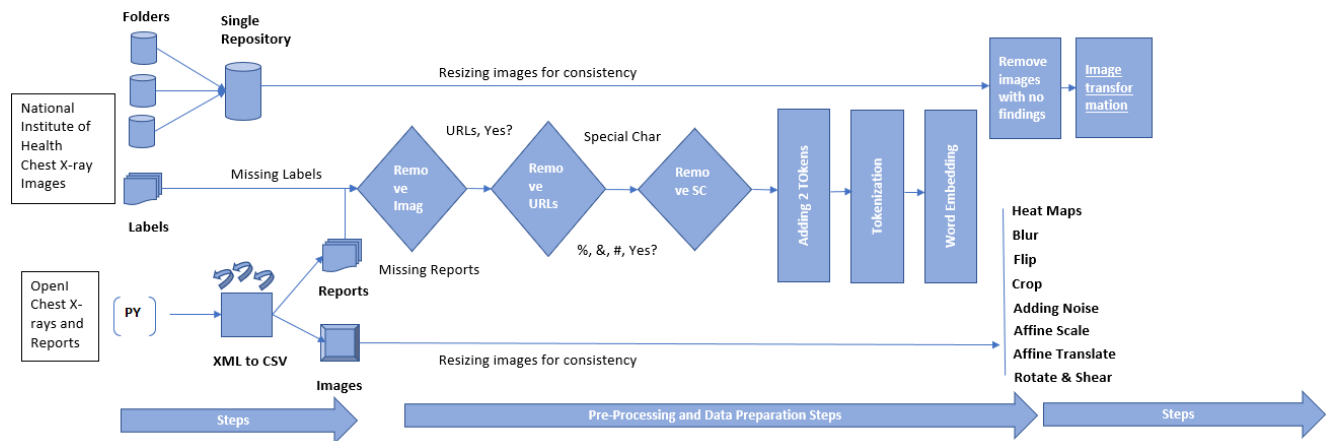 Folders
Single
Repository
National
Institute of
Health
Chest X-ray
Images
Labels
Missing Labels
Resizing images for consistency
Remove
images
with no
findings
Image
transfor
mation
URLs, Yes?
Special Char
Remo
ve
Imag
Remo
ve
URLs
Remo
ve SC
Adding 2 TOkens
Tokenization
Word Embeding
%, &, #, Yes?
Missing Reports
Reports
OpenI
Chest X-
rays and
Reports
PY
XML to CSV
Images
Resizing images for consistency
Heat Maps
Blur
Flip
Crop
Adding Noise
Affine Scale
Affine Translate
Rotate & Shear
Steps
Pre-Processing and Data Preparation Steps
Steps